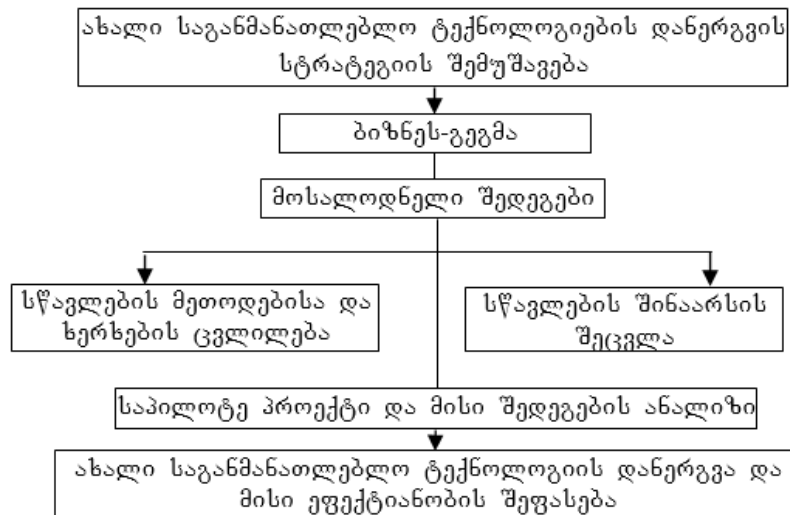 ახალი საგანმანათლებლო ტექნოლოგიების დანერგვის
სტრატეგიის შემუშავება
ბიზნეს-გეგმა
მოსალოდნელი შედეგები
სწავლების მეთოდებისა და
ხერხების ცვლილება
სწავლების შინაარსის
შეცვლა
საპილოტე პროექტი და მისი შედეგების ანალიზი
ახალი საგანმანათლებლო ტექნოლოგიის დანერგვა და
მისი ეფექტიანობის შეფასება